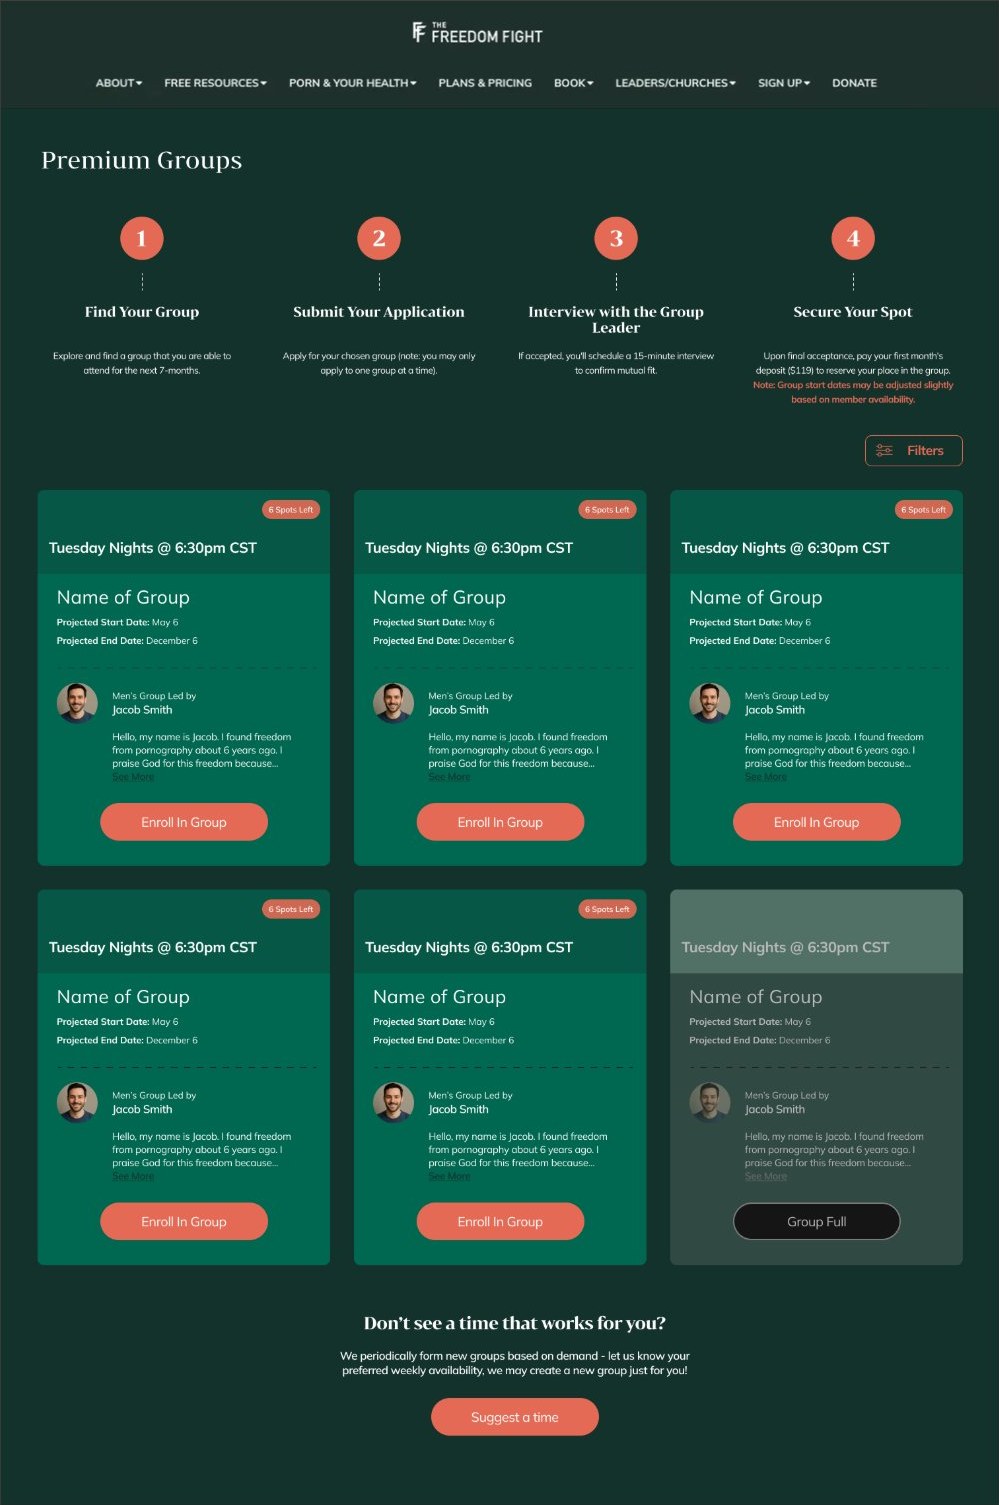 THE
FREEDOM FIGHT
ABOUT FREE RESOURCES PORN & YOUR HEALTH PLANS & PRICING BOOK LEADERS/CHURCHES SIGN UP DONATE
Premium Groups
1
Find Your Group
Explore and find a group that you are able to
attend for the next 7-months.
2
Submit Your Application
Apply for your chosen group (note: you may only
apply to one group at a time).
3
Interview with the Group
Leader
If accepted, you'll schedule a 15-minute interview
to confirm mutual fit.
4
Secure Your Spot
Upon final acceptance, pay your first month's
deposit ($119) to reserve your place in the group.
Note: Group start dates may be adjusted slightly
based on member availability.
Filters
6 Spots Left
Tuesday Nights @ 6:30pm CST
Name of Group
Projected Start Date: May 6
Projected End Date: December 6
Men's Group Led by
Jacob Smith
Hello, my name is Jacob. I found freedom
from pornography about 6 years ago. I
praise God for this freedom because...
See More
Enroll In Group
6 Spots Left
Tuesday Nights @ 6:30pm CST
Name of Group
Projected Start Date: May 6
Projected End Date: December 6
Men's Group Led by
Jacob Smith
Hello, my name is Jacob. I found freedom
from pornography about 6 years ago. I
praise God for this freedom because...
See More
Enroll In Group
6 Spots Left
Tuesday Nights @ 6:30pm CST
Name of Group
Projected Start Date: May 6
Projected End Date: December 6
Men's Group Led by
Jacob Smith
Hello, my name is Jacob. I found freedom
from pornography about 6 years ago. I
praise God for this freedom because...
See More
Enroll In Group
6 Spots Left
Tuesday Nights @ 6:30pm CST
Name of Group
Projected Start Date: May 6
Projected End Date: December 6
Men's Group Led by
Jacob Smith
Hello, my name is Jacob. I found freedom
from pornography about 6 years ago. I
praise God for this freedom because...
See More
Enroll In Group
6 Spots Left
Tuesday Nights @ 6:30pm CST
Name of Group
Projected Start Date: May 6
Projected End Date: December 6
Men's Group Led by
Jacob Smith
Hello, my name is Jacob. I found freedom
from pornography about 6 years ago. I
praise God for this freedom because...
See More
Enroll In Group
Tuesday Nights @ 6:30pm CST
Name of Group
Projected Start Date: May 6
Projected End Date: December 6
Men's Group Led by
Jacob Smith
Hello, my name is Jacob. I found freedom
from pornography about 6 years ago. I
praise God for this freedom because...
See More
Group Full
Don't see a time that works for you?
We periodically form new groups based on demand - let us know your
preferred weekly availability, we may create a new group just for you!
Suggest a time